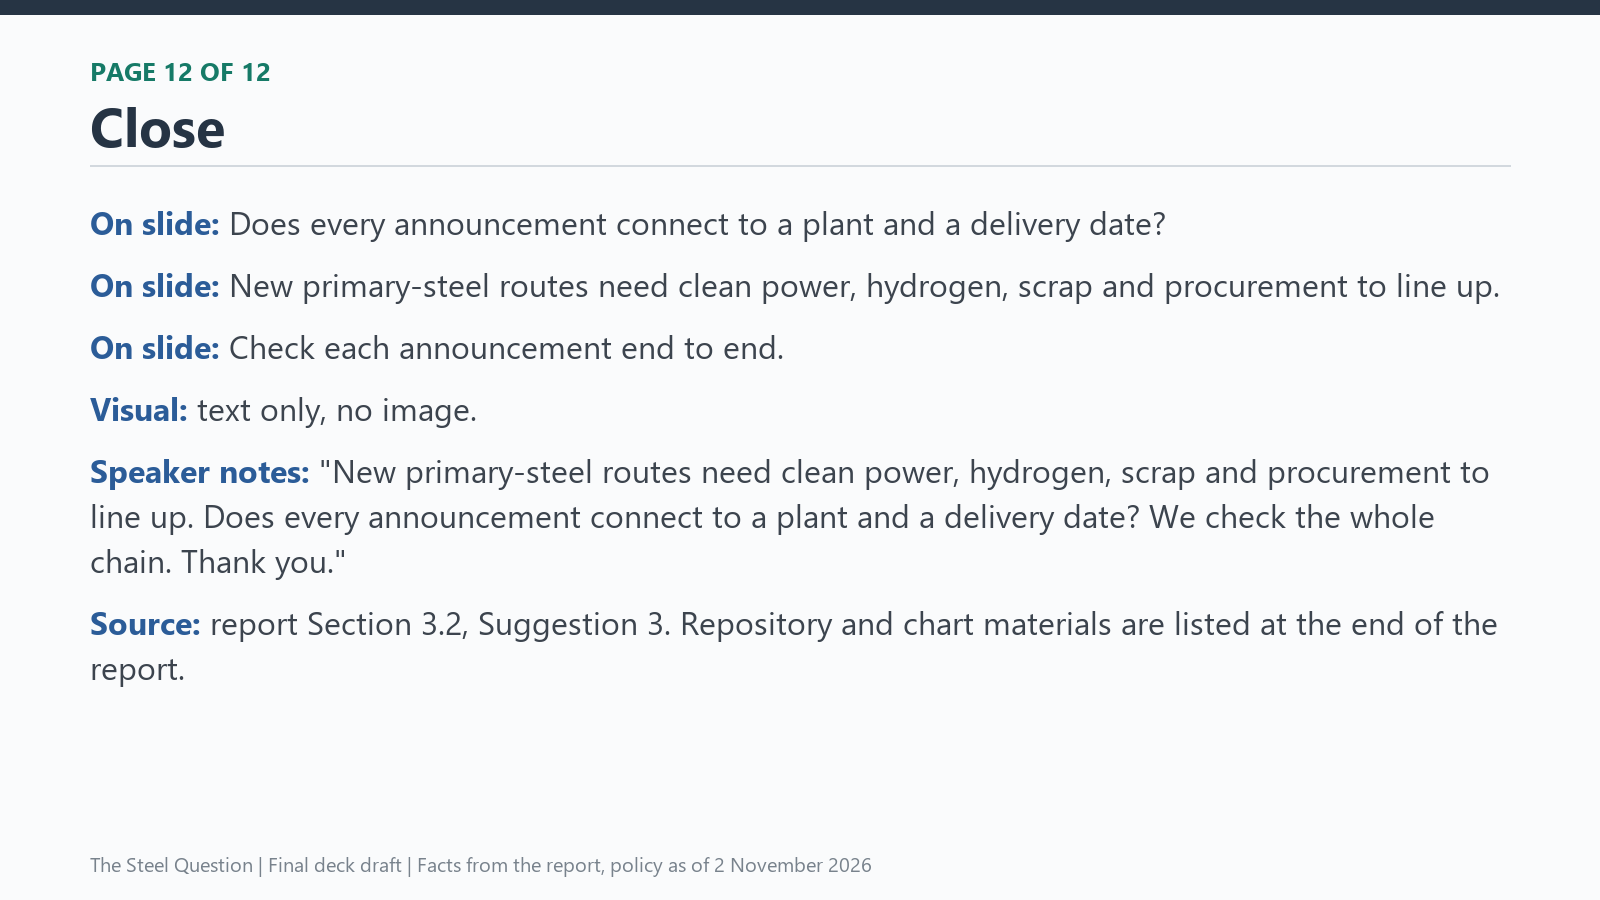 PAGE 12 OF 12
Close
On slide: Does every announcement connect to a plant and a delivery date?
On slide: New primary-steel routes need clean power, hydrogen, scrap and procurement to line up.
On slide: Check each announcement end to end.
Visual: text only, no image.
Speaker notes: "New primary-steel routes need clean power, hydrogen, scrap and procurement to
line up. Does every announcement connect to a plant and a delivery date? We check the whole
chain. Thank you."
Source: report Section 3.2, Suggestion 3. Repository and chart materials are listed at the end of the
report.
The Steel Question | Final deck draft | Facts from the report, policy as of 2 November 2026